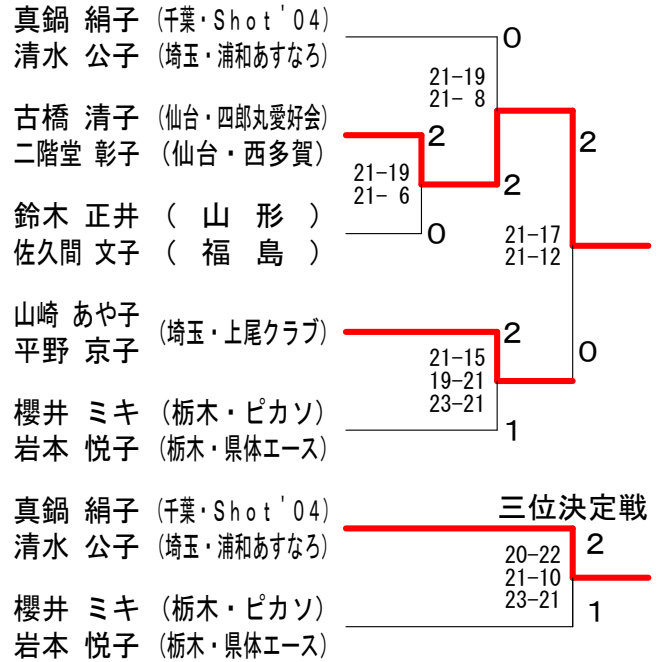 真鍋 絹子 (千葉・Shot'04)
清水 公子 (埼玉・浦和あすなろ)
0
21-19
21- 8
古橋 清子 (仙台・四郎丸愛好会)
二階堂 彰子 (仙台・西多賀)
2
2
21-19
21- 6
2
鈴木 正井 ( 山 形 )
佐久間 文子 ( 福 島 )
0
21-17
21-12
山崎 あや子
平野 京子
(埼玉・上尾クラブ)
2
0
21-15
19-21
23-21
櫻井 ミキ (栃木・ピカソ)
岩本 悦子 (栃木・県体エース)
1
真鍋 絹子 (千葉・Shot'04)
清水 公子 (埼玉・浦和あすなろ)
三位決定戦
2
20-22
21-10
23-21
櫻井 ミキ (栃木・ピカソ)
岩本 悦子 (栃木・県体エース)
1